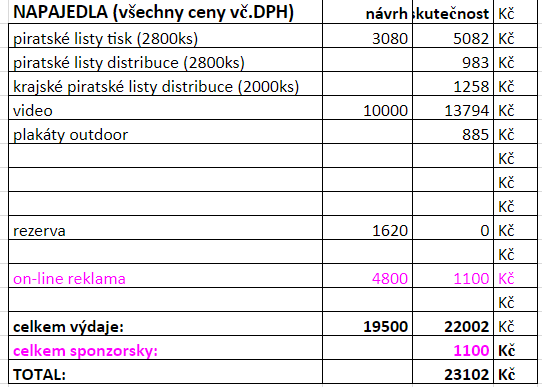 NAPAJEDLA (všechny ceny vč.DPH) návrh skutečnost Kč
piratské listy tisk (2800ks) 3080 5082 Kč
piratské listy distribuce (2800ks) 983 Kč
krajské piratské listy distribuce (2000ks) 1258 Kč
video 10000 13794 Kč
plakáty outdoor 885 Kč
Kč
Kč
Kč
rezerva 1620 0 Kč
Kč
on-line reklama 4800 1100 Kč
Kč
celkem výdaje: 19500 22002 Kč
celkem sponzorsky: 1100 Kč
TOTAL: 23102 Kč